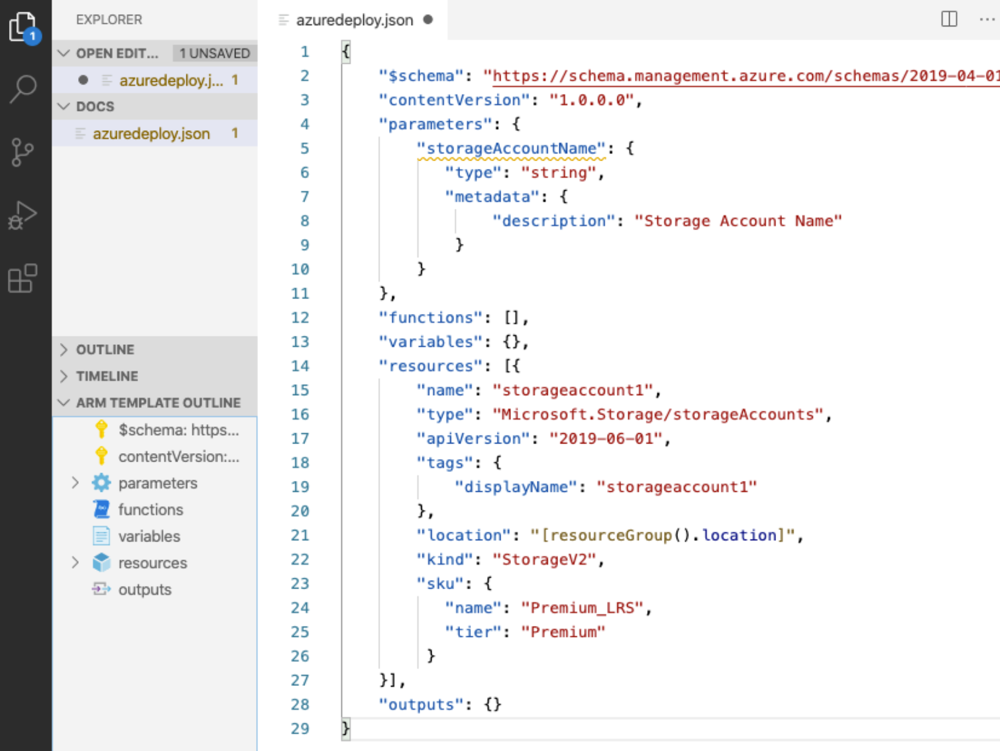 EXPLORER
OPEN EDIT... 1 UNSAVED
azuredeploy.j... 1
DOCS
azuredeploy.json 1
OUTLINE
TIMELINE
ARM TEMPLATE OUTLINE
$schema: https...
contentVersion:...
parameters
functions
variables
resources
outputs
1
azuredeploy.json
1 {
2 "$schema": "https://schema.management.azure.com/schemas/2019-04-01
3 "contentVersion": "1.0.0.0",
4 "parameters": {
5 "storageAccountName": {
6 "type": "string",
7 "metadata": {
8 "description": "Storage Account Name"
9 }
10 }
11 },
12 "functions": [],
13 "variables": {},
14 "resources": [{
15 "name": "storageaccount1",
16 "type": "Microsoft.Storage/storageAccounts",
17 "apiVersion": "2019-06-01",
18 "tags": {
19 "displayName": "storageaccount1"
20 },
21 "location": "[resourceGroup().location]",
22 "kind": "StorageV2",
23 "sku": {
24 "name": "Premium_LRS",
25 "tier": "Premium"
26 }
27 }],
28 "outputs": {}
29 }